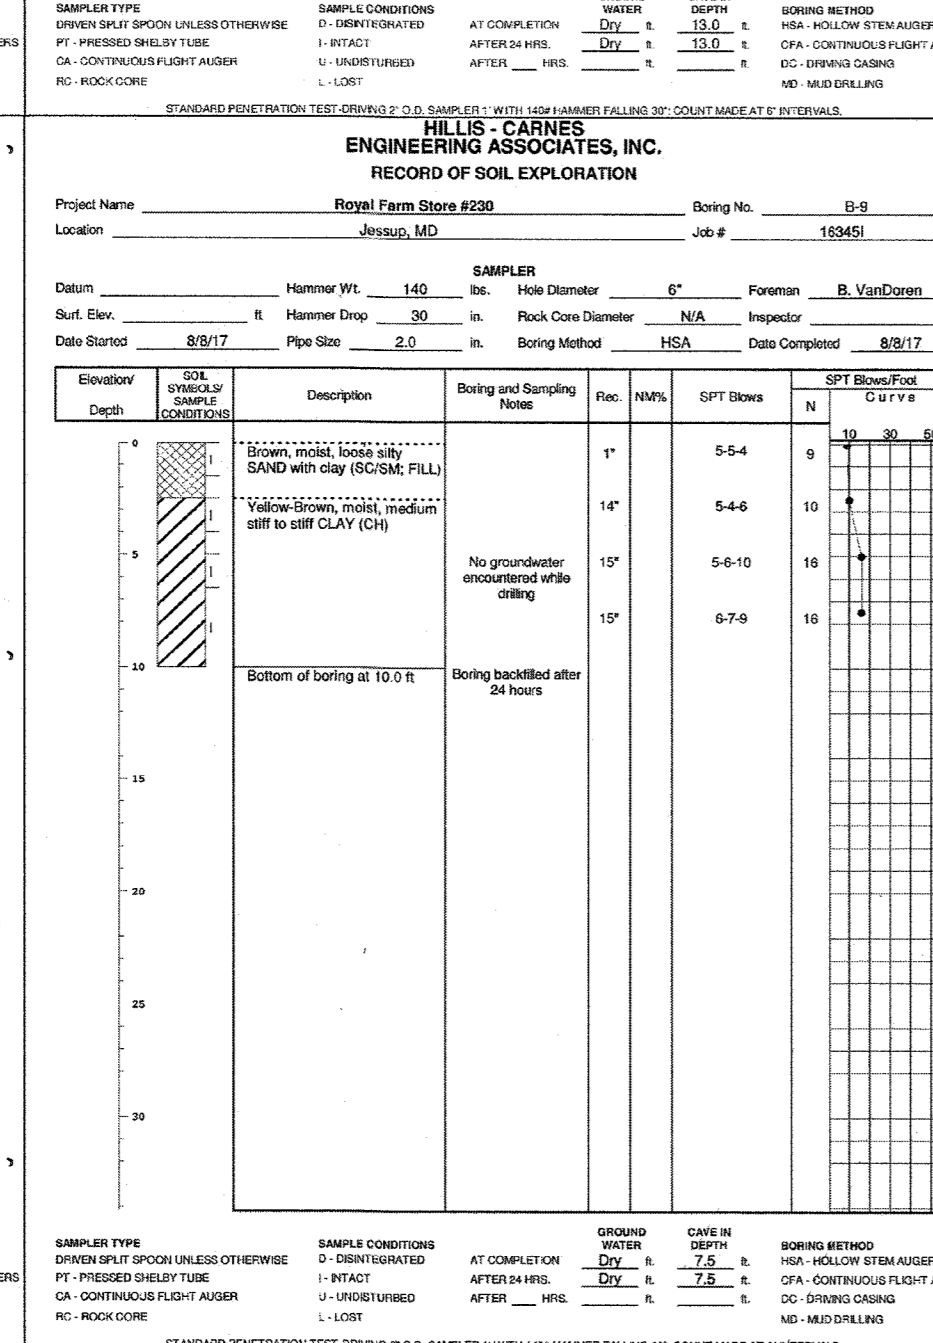 SAMPLER TYPE SAMPLE CONDITIONS WATER DEPTH BORING METHOD
DRIVEN SPLIT SPOON UNLESS OTHERWISE D - DISINTEGRATED AT COMPLETION Dry ft. 13.0 ft. HSA - HOLLOW STEM AUGER
ERS PT - PRESSED SHELBY TUBE I - INTACT AFTER 24 HRS. Dry ft. 13.0 ft. CFA - CONTINUOUS FLIGHT
CA - CONTINUOUS FLIGHT AUGER U - UNDISTURBED AFTER ___ HRS. ft. ft. DC - DRIVING CASING
RC - ROCK CORE L - LOST MD - MUD DRILLING
STANDARD PENETRATION TEST-DRIVING 2" O.D. SAMPLER 1' WITH 140# HAMMER FALLING 30"; COUNT MADE AT 6" INTERVALS.
HILLIS - CARNES
ENGINEERING ASSOCIATES, INC.
RECORD OF SOIL EXPLORATION
Project Name Royal Farm Store #230 Boring No. B-9
Location Jessup, MD Job # 16345I
SAMPLER
Datum Hammer Wt. 140 lbs. Hole Diameter 6" Foreman B. VanDoren
Surf. Elev. ft Hammer Drop 30 in. Rock Core Diameter N/A Inspector
Date Started 8/8/17 Pipe Size 2.0 in. Boring Method HSA Date Completed 8/8/17
Elevation/ SOIL SPT Blows/Foot
SYMBOLS/ Description Boring and Sampling Rec. NM% SPT Blows Curve
Depth SAMPLE Notes N
CONDITIONS
10 30 50
0
Brown, moist, loose silty 1" 5-5-4 9
I SAND with clay (SC/SM; FILL)
Yellow-Brown, moist, medium 14" 5-4-6 10
I stiff to stiff CLAY (CH)
5
No groundwater 15" 5-6-10 16
I encountered while
drilling
15" 6-7-9 16
I
10
Bottom of boring at 10.0 ft Boring backfilled after
24 hours
15
20
25
30
GROUND CAVE IN
SAMPLER TYPE SAMPLE CONDITIONS WATER DEPTH BORING METHOD
DRIVEN SPLIT SPOON UNLESS OTHERWISE D - DISINTEGRATED AT COMPLETION Dry ft. 7.5 ft. HSA - HOLLOW STEM AUGER
ERS PT - PRESSED SHELBY TUBE I - INTACT AFTER 24 HRS. Dry ft. 7.5 ft. CFA - CONTINUOUS FLIGHT
CA - CONTINUOUS FLIGHT AUGER U - UNDISTURBED AFTER ___ HRS. ft. ft. DC - DRIVING CASING
RC - ROCK CORE L - LOST MD - MUD DRILLING